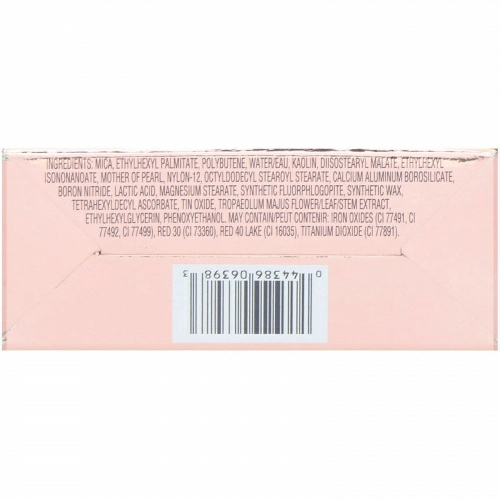 INGREDIENTS: MICA, ETHYLHEXYL PALMITATE, POLYBUTENE, WATER/EAU, KAOLIN, DIISOSTEARYL MALATE, ETHYLHEXYL
ISONONANOATE, MOTHER OF PEARL, NYLON-12, OCTYLDODECYL STEAROYL STEARATE, CALCIUM ALUMINUM BOROSILICATE,
BORON NITRIDE, LACTIC ACID, MAGNESIUM STEARATE, SYNTHETIC FLUORPHLOGOPITE, SYNTHETIC WAX,
TETRAHEXYLDECYL ASCORBATE, TIN OXIDE, TROPAEOLUM MAJUS FLOWER/LEAF/STEM EXTRACT,
ETHYLHEXYLGLYCERIN, PHENOXYETHANOL. MAY CONTAIN/PEUT CONTENIR: IRON OXIDES (CI 77491, CI
77492, CI 77499), RED 30 (CI 73360), RED 40 LAKE (CI 16035), TITANIUM DIOXIDE (CI 77891).
0 44386 06398 3